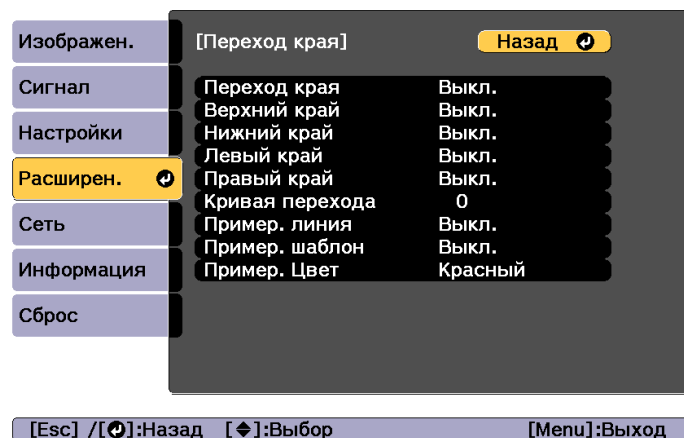 Изображен.
Сигнал
Настройки
Расширен.
Сеть
Информация
Сброс
[Переход края] Назад
Переход края Выкл.
Верхний край Выкл.
Нижний край Выкл.
Левый край Выкл.
Правый край Выкл.
Кривая перехода 0
Пример. линия Выкл.
Пример. шаблон Выкл.
Пример. Цвет Красный
[Esc] /[⏎]:Назад [◆]:Выбор [Menu]:Выход